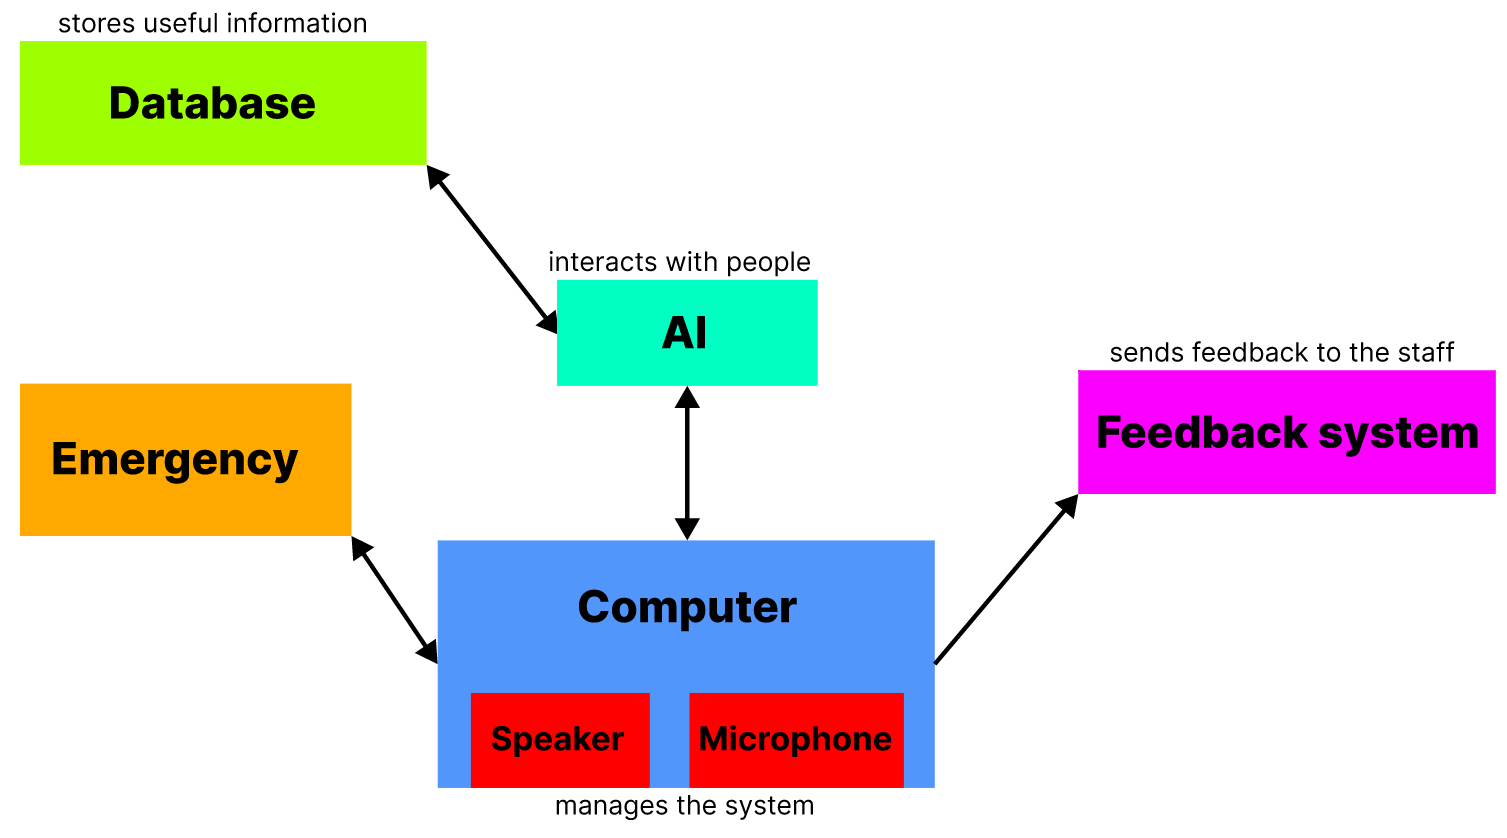 stores useful information
Database
interacts with people
AI
sends feedback to the staff
Feedback system
Emergency
Computer
Speaker
Microphone
manages the system